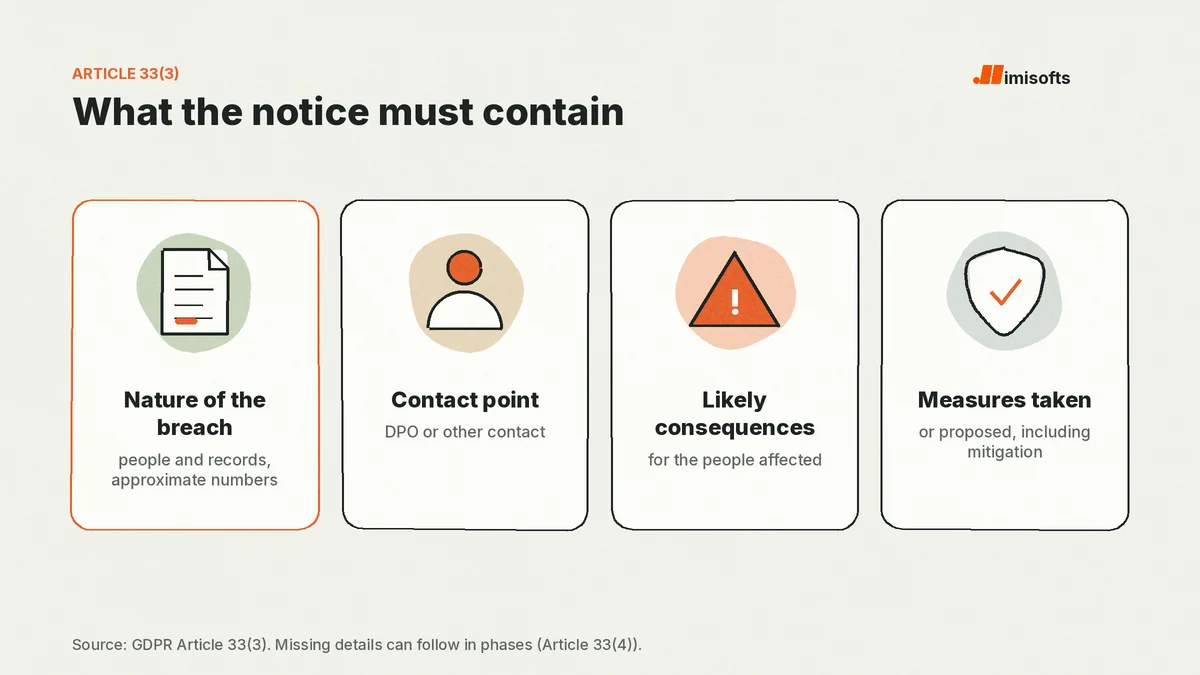 ARTICLE 33(3)
What the notice must contain
imisofts
Nature of the
breach
people and records,
approximate numbers
Contact point
DPO or other contact
Likely
consequences
for the people affected
Measures taken
or proposed, including
mitigation
Source: GDPR Article 33(3). Missing details can follow in phases (Article 33(4)).